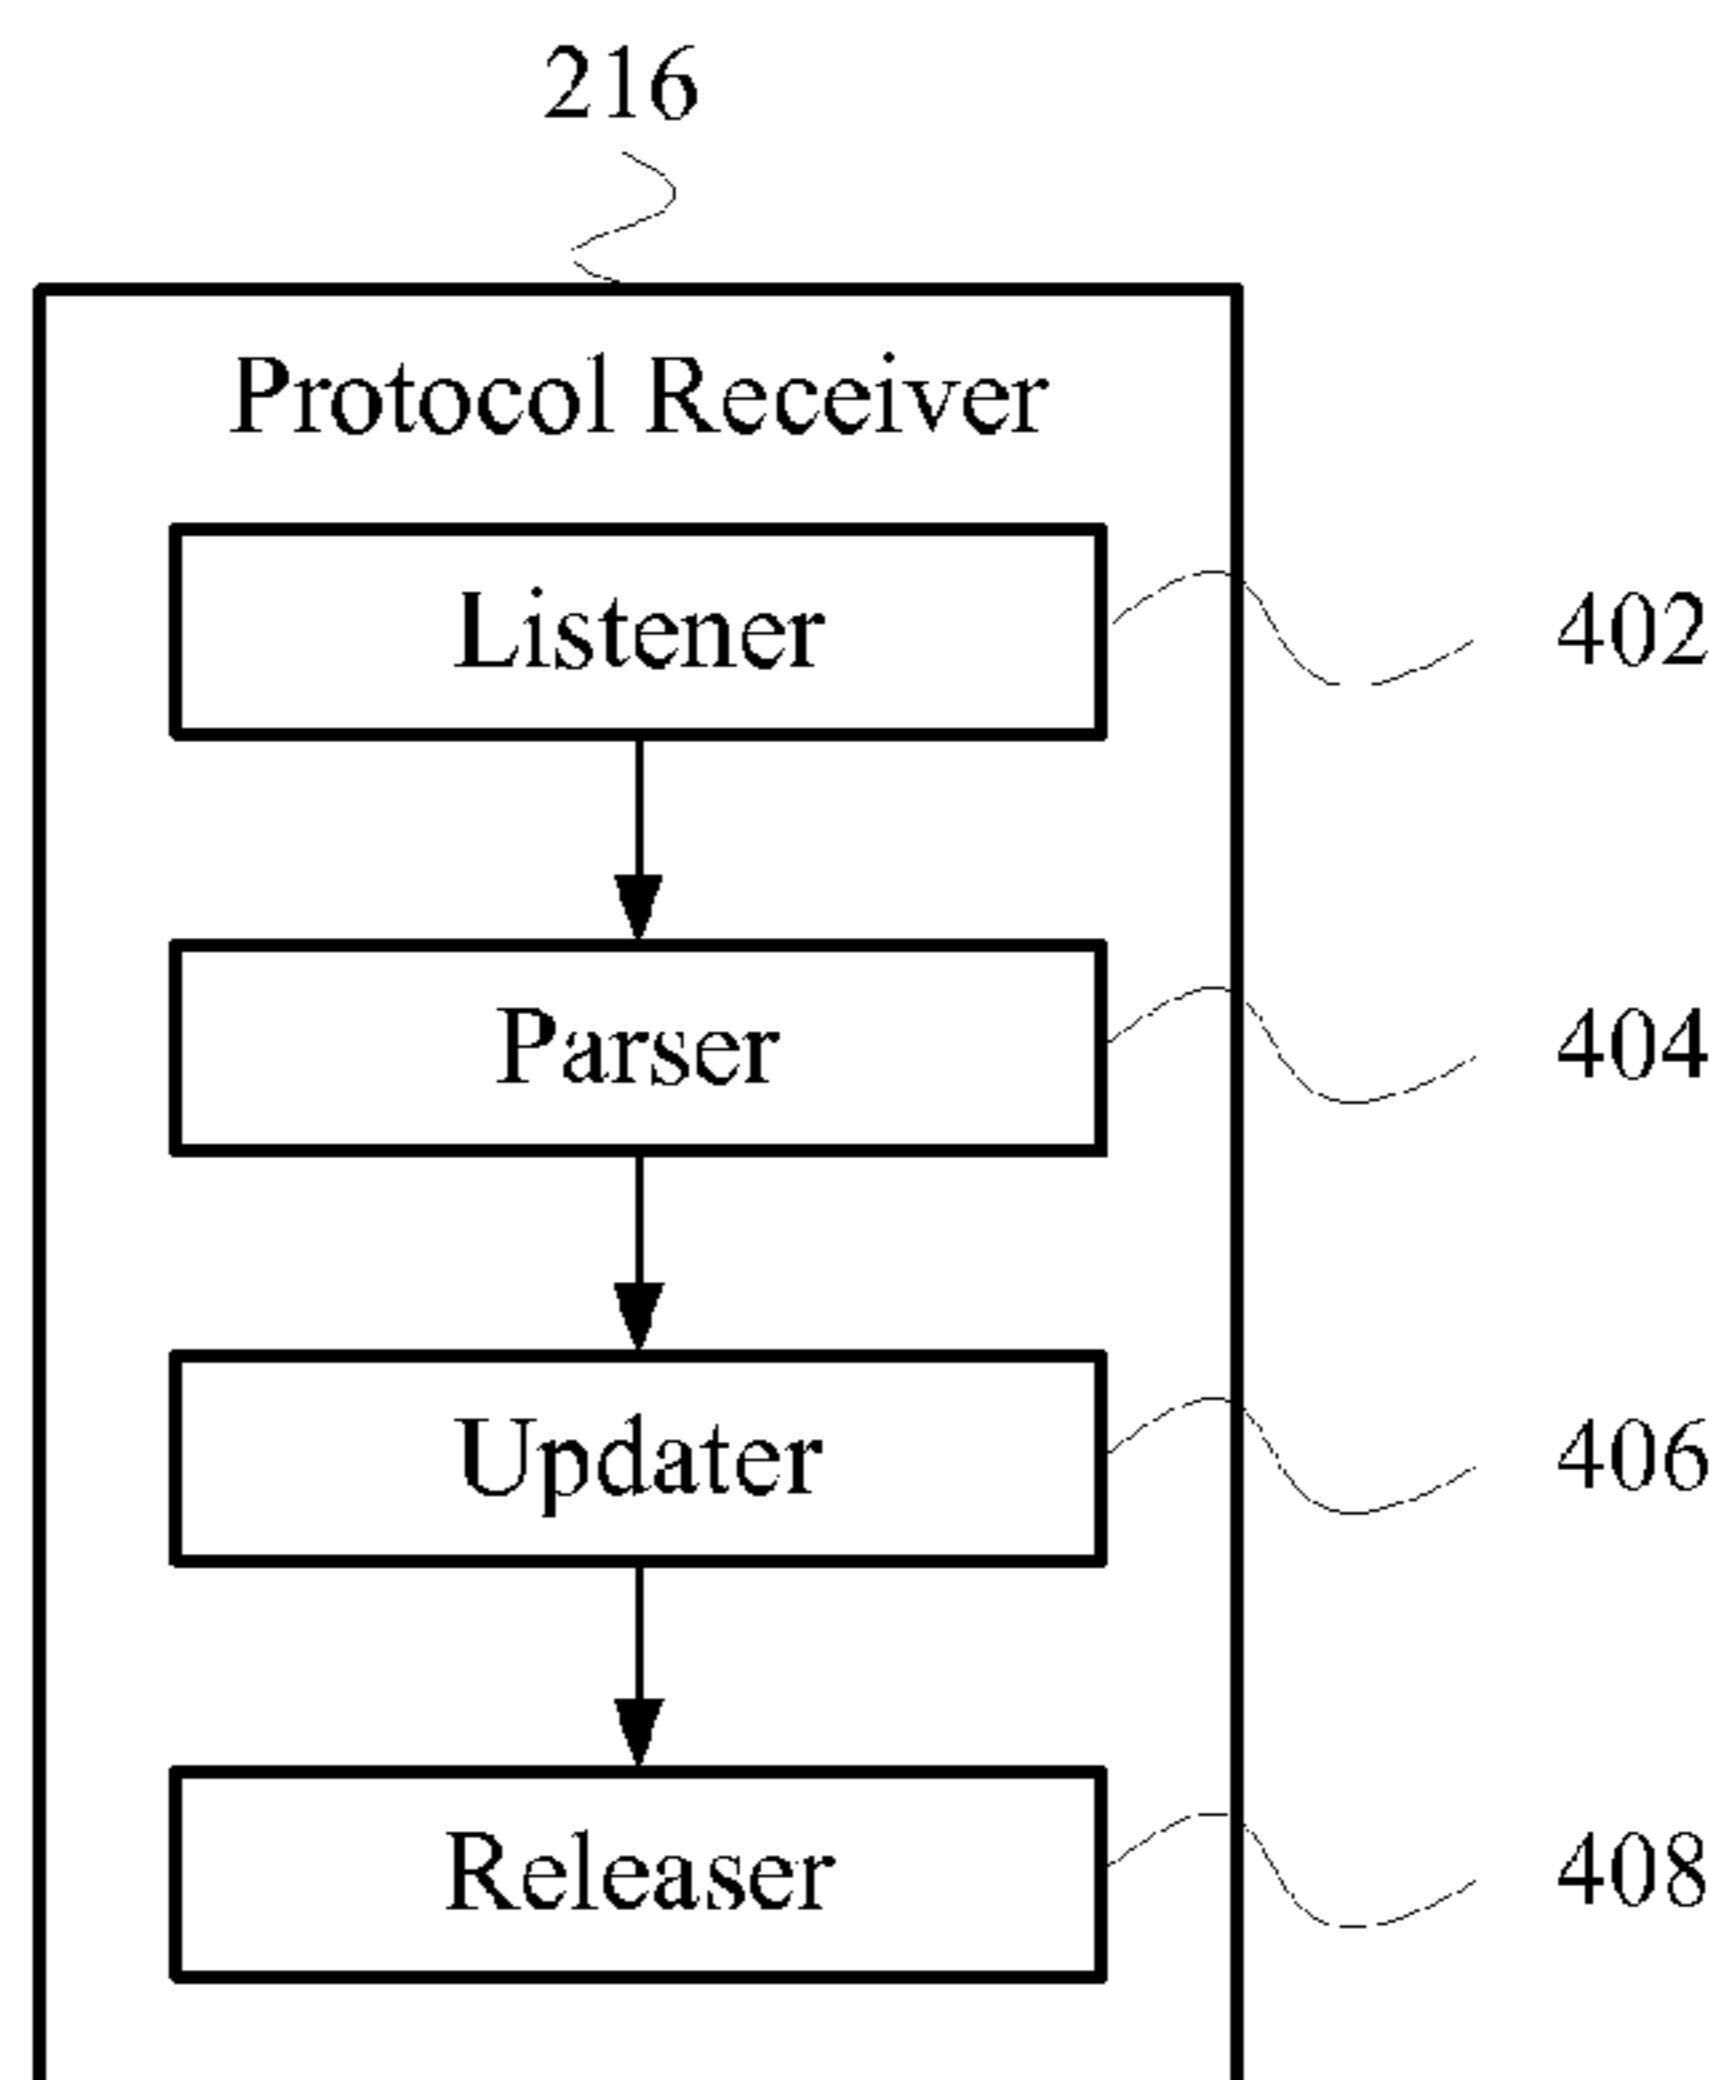 216
Protocol Receiver
Listener
402
Parser
404
Updater
406
Releaser
408